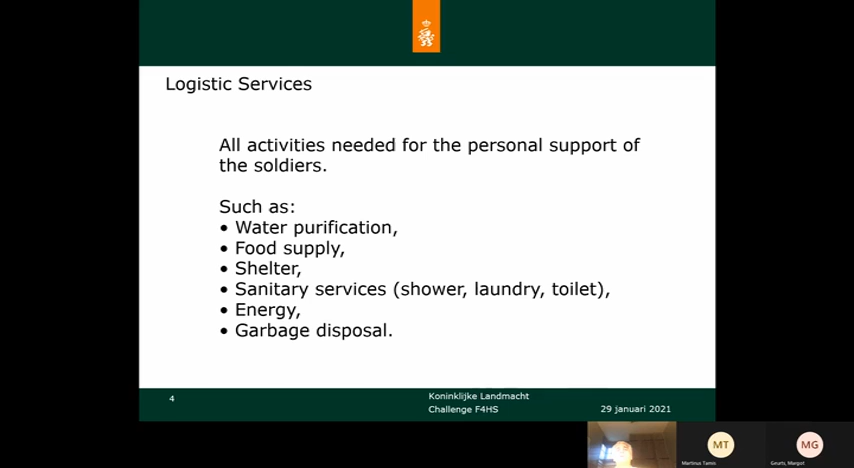 Logistic Services
All activities needed for the personal support of
the soldiers.
Such as:
• Water purification,
• Food supply,
• Shelter,
• Sanitary services (shower, laundry, toilet),
• Energy,
• Garbage disposal.
4
Koninklijke Landmacht
Challenge F4HS
29 januari 2021
MT
MG
Martinus Tames
Geurts, Margot